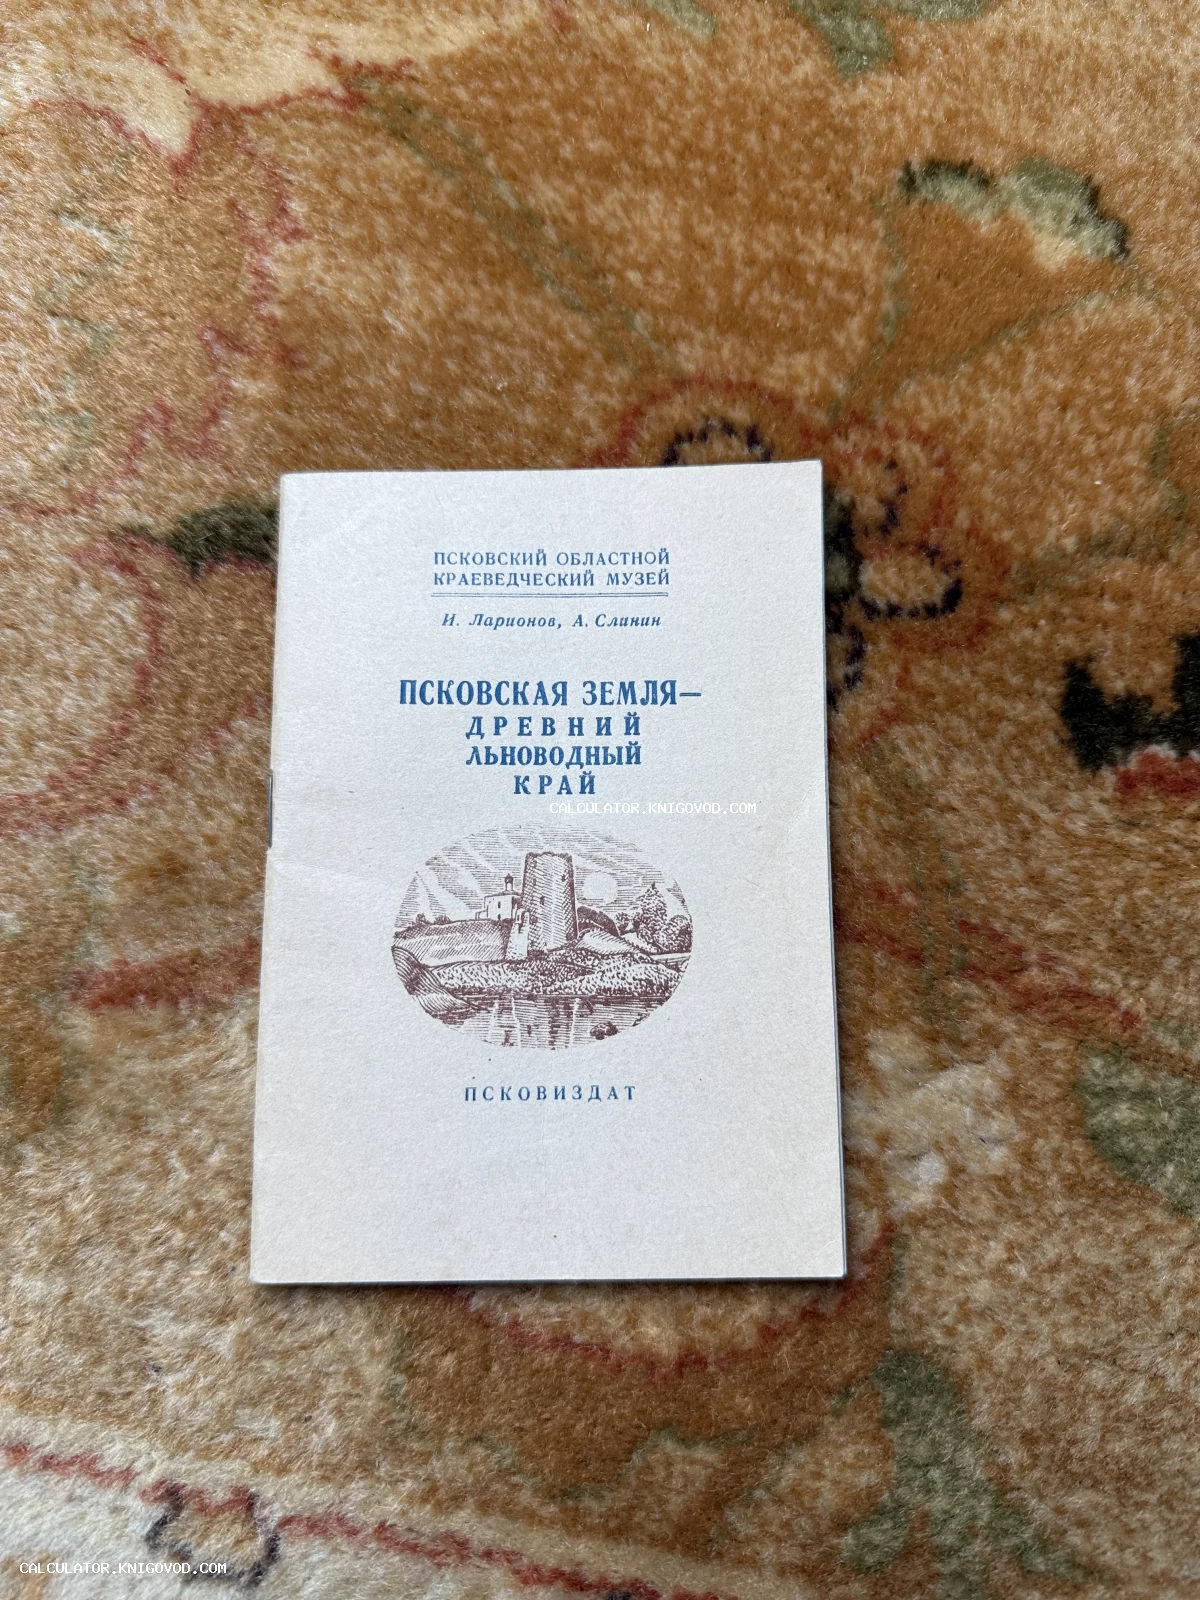 ПСКОВСКИЙ ОБЛАСТНОЙ
КРАЕВЕДЧЕСКИЙ МУЗЕЙ
И. Ларионов, А. Слинин
ПСКОВСКАЯ ЗЕМЛЯ—
ДРЕВНИЙ
ЛЬНОВОДНЫЙ
КРАЙ
CALCULATOR.KNIGOVOD.COM
ПСКОВИЗДАТ
CALCULATOR.KNIGOVOD.COM